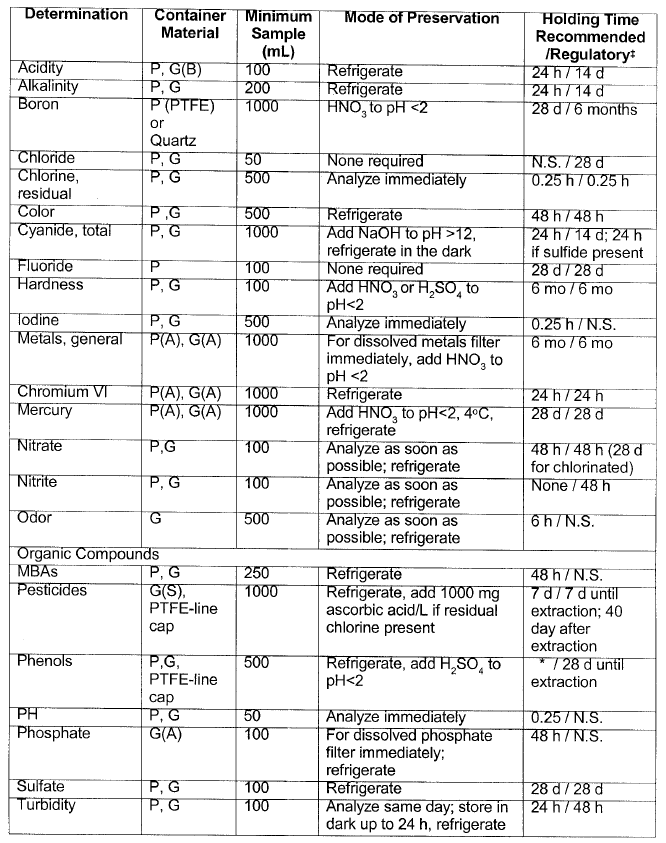 Determination Container Material Minimum Sample (mL) Mode of Preservation Holding Time Recommended /Regulatory‡
Acidity P, G(B) 100 Refrigerate 24 h / 14 d
Alkalinity P, G 200 Refrigerate 24 h / 14 d
Boron P (PTFE) or Quartz 1000 HNO₃ to pH <2 28 d / 6 months
Chloride P, G 50 None required N.S. / 28 d
Chlorine, residual P, G 500 Analyze immediately 0.25 h / 0.25 h
Color P ,G 500 Refrigerate 48 h / 48 h
Cyanide, total P, G 1000 Add NaOH to pH >12, refrigerate in the dark 24 h / 14 d; 24 h if sulfide present
Fluoride P 100 None required 28 d / 28 d
Hardness P, G 100 Add HNO₃ or H₂SO₄ to pH<2 6 mo / 6 mo
Iodine P, G 500 Analyze immediately 0.25 h / N.S.
Metals, general P(A), G(A) 1000 For dissolved metals filter immediately, add HNO₃ to pH <2 6 mo / 6 mo
Chromium VI P(A), G(A) 1000 Refrigerate 24 h / 24 h
Mercury P(A), G(A) 1000 Add HNO₃ to pH<2, 4ºC, refrigerate 28 d / 28 d
Nitrate P,G 100 Analyze as soon as possible; refrigerate 48 h / 48 h (28 d for chlorinated)
Nitrite P, G 100 Analyze as soon as possible; refrigerate None / 48 h
Odor G 500 Analyze as soon as possible; refrigerate 6 h / N.S.
Organic Compounds
MBAs P, G 250 Refrigerate 48 h / N.S.
Pesticides G(S), PTFE-line cap 1000 Refrigerate, add 1000 mg ascorbic acid/L if residual chlorine present 7 d / 7 d until extraction; 40 day after extraction
Phenols P,G, PTFE-line cap 500 Refrigerate, add H₂SO₄ to pH<2 * / 28 d until extraction
PH P, G 50 Analyze immediately 0.25 / N.S.
Phosphate G(A) 100 For dissolved phosphate filter immediately; refrigerate 48 h / N.S.
Sulfate P, G 100 Refrigerate 28 d / 28 d
Turbidity P, G 100 Analyze same day; store in dark up to 24 h, refrigerate 24 h / 48 h